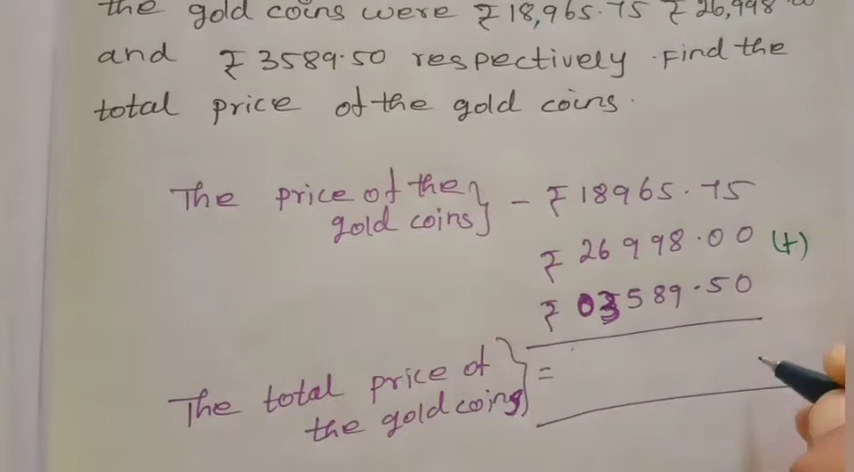 the gold coins were ₹18,965.75 ₹26,998.00
and ₹3589.50 respectively. Find the
total price of the gold coins.
The price of the gold coins } - ₹18965.75
₹26998.00 (+)
₹03589.50
The total price of the gold coins } =